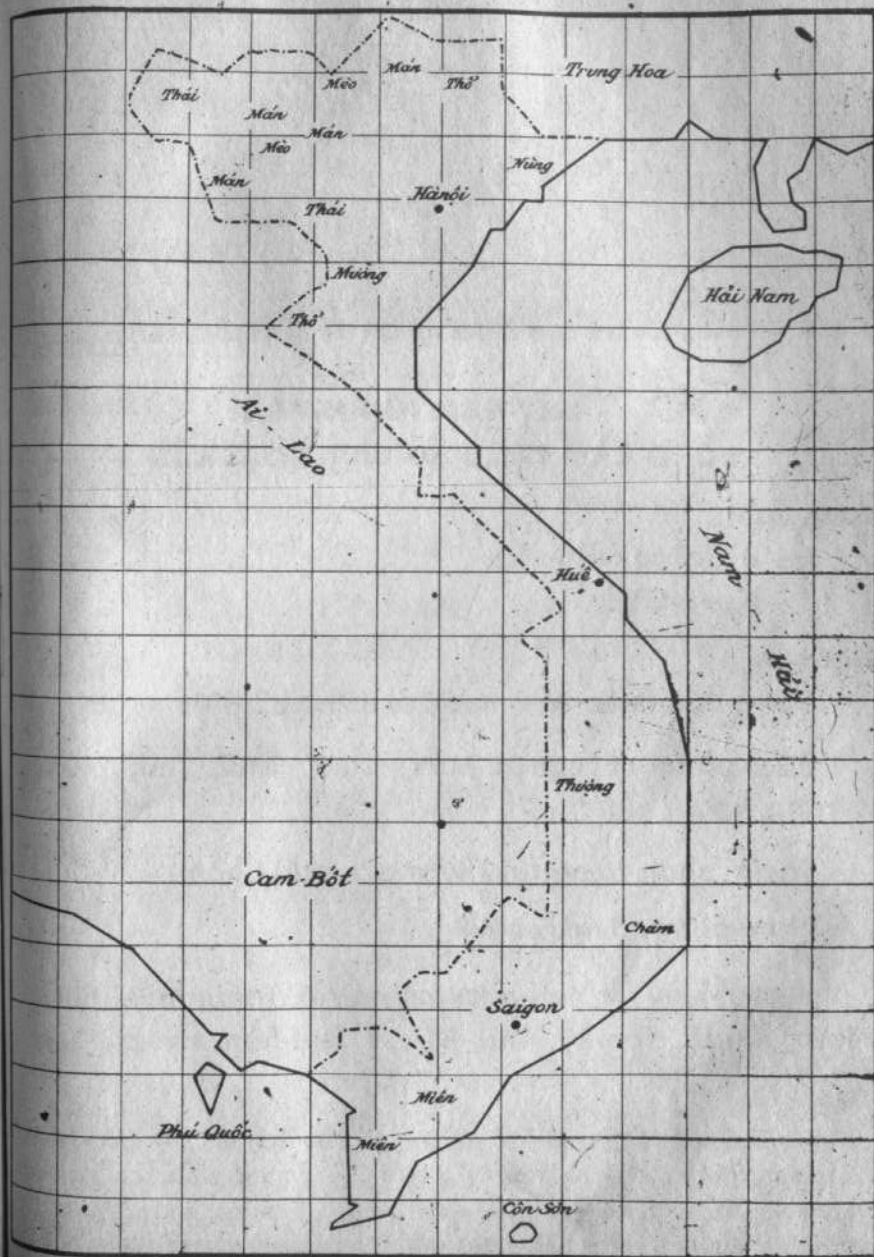 Trung Hoa
Thái
Mèo
Mán
Thổ
Mán
Mán
Mèo
Mán
Nùng
Hànội
Thái
Mường
Thổ
Hải Nam
Ai-Lao
Nam Hải
Huê
Thượng
Cam-Bốt
Chàm
Saigon
Miên
Miên
Phú Quốc
Côn Sơn